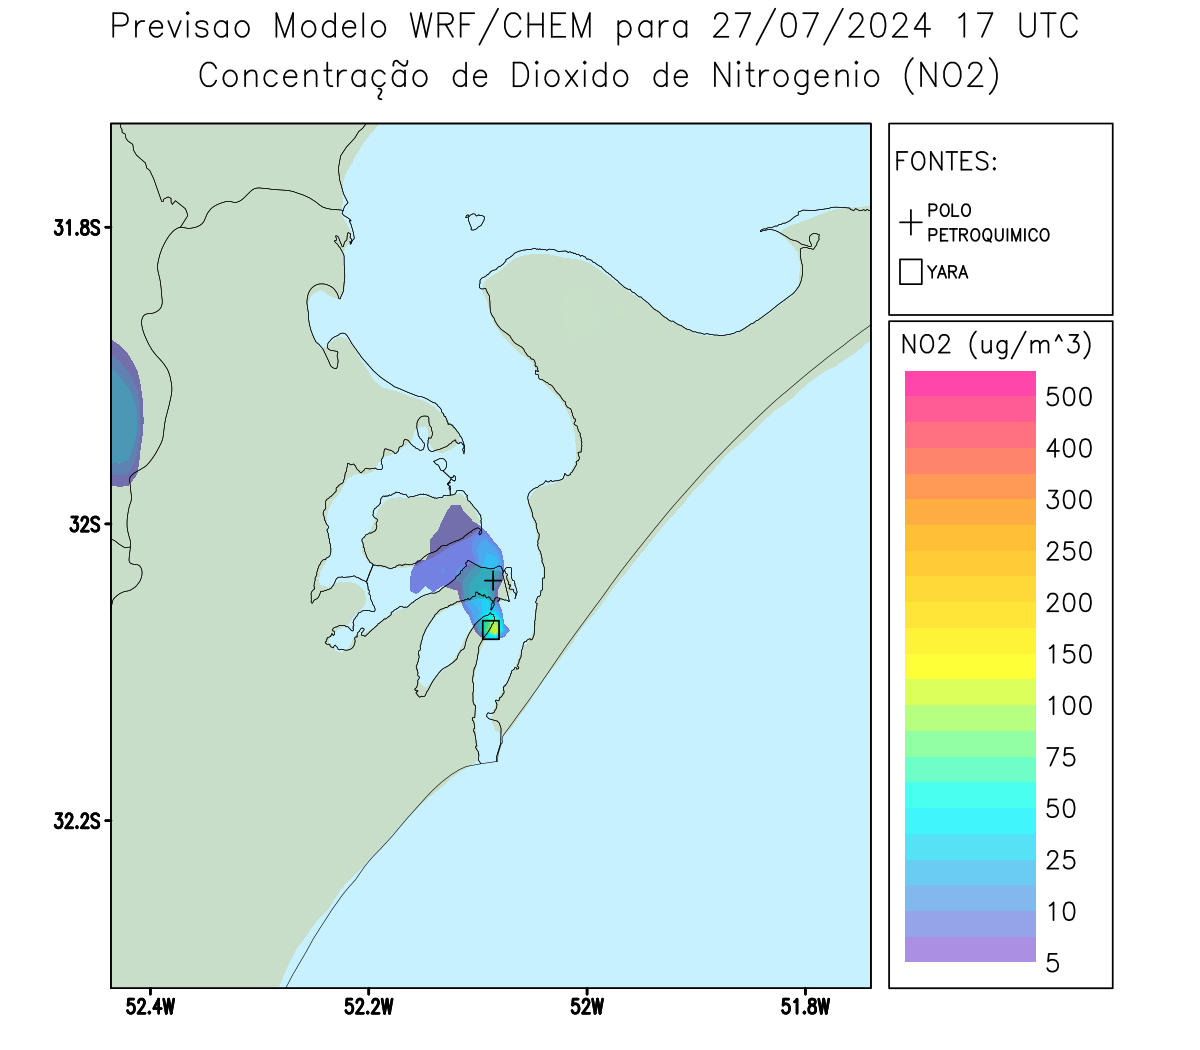 Previsao Modelo WRF/CHEM para 27/07/2024 17 UTC
Concentração de Dioxido de Nitrogenio (NO2)
FONTES:
POLO
PETROQUIMICO
YARA
NO2 (ug/m^3)
500
400
300
250
200
150
100
75
50
25
10
5
31.8S
32S
32.2S
52.4W
52.2W
52W
51.8W